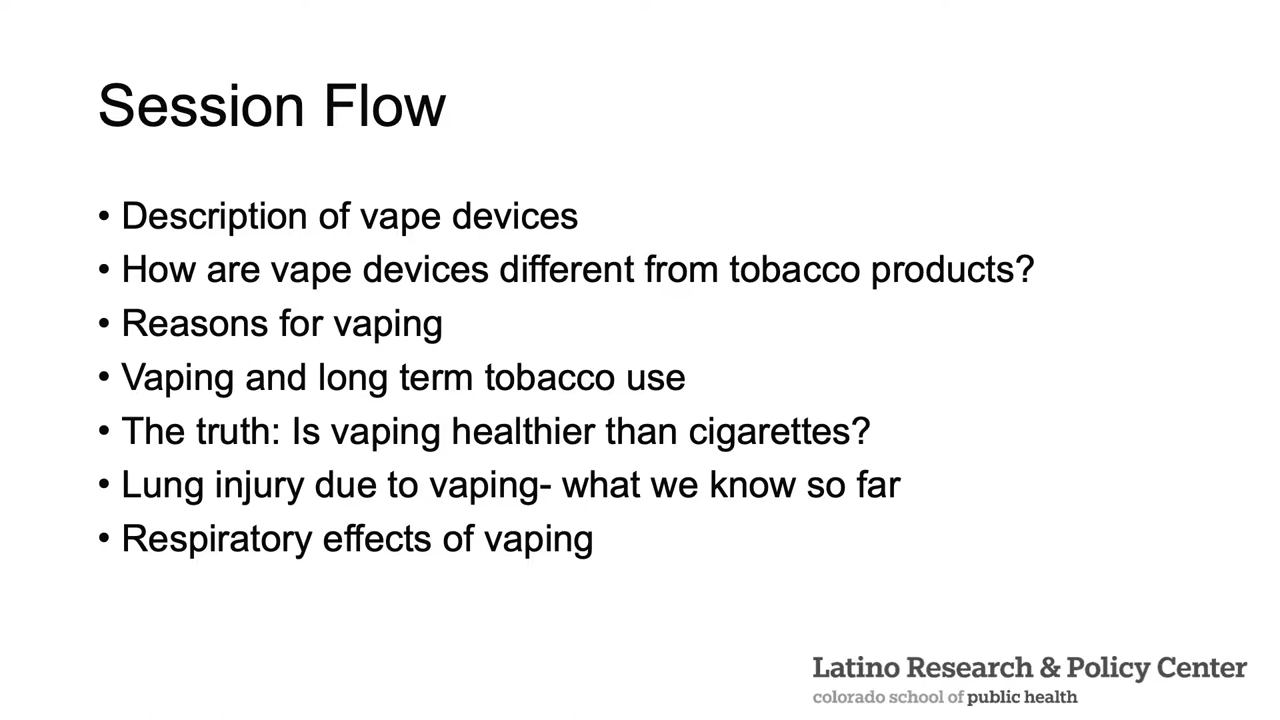 Session Flow
• Description of vape devices
• How are vape devices different from tobacco products?
• Reasons for vaping
• Vaping and long term tobacco use
• The truth: Is vaping healthier than cigarettes?
• Lung injury due to vaping- what we know so far
• Respiratory effects of vaping
Latino Research & Policy Center
colorado school of public health